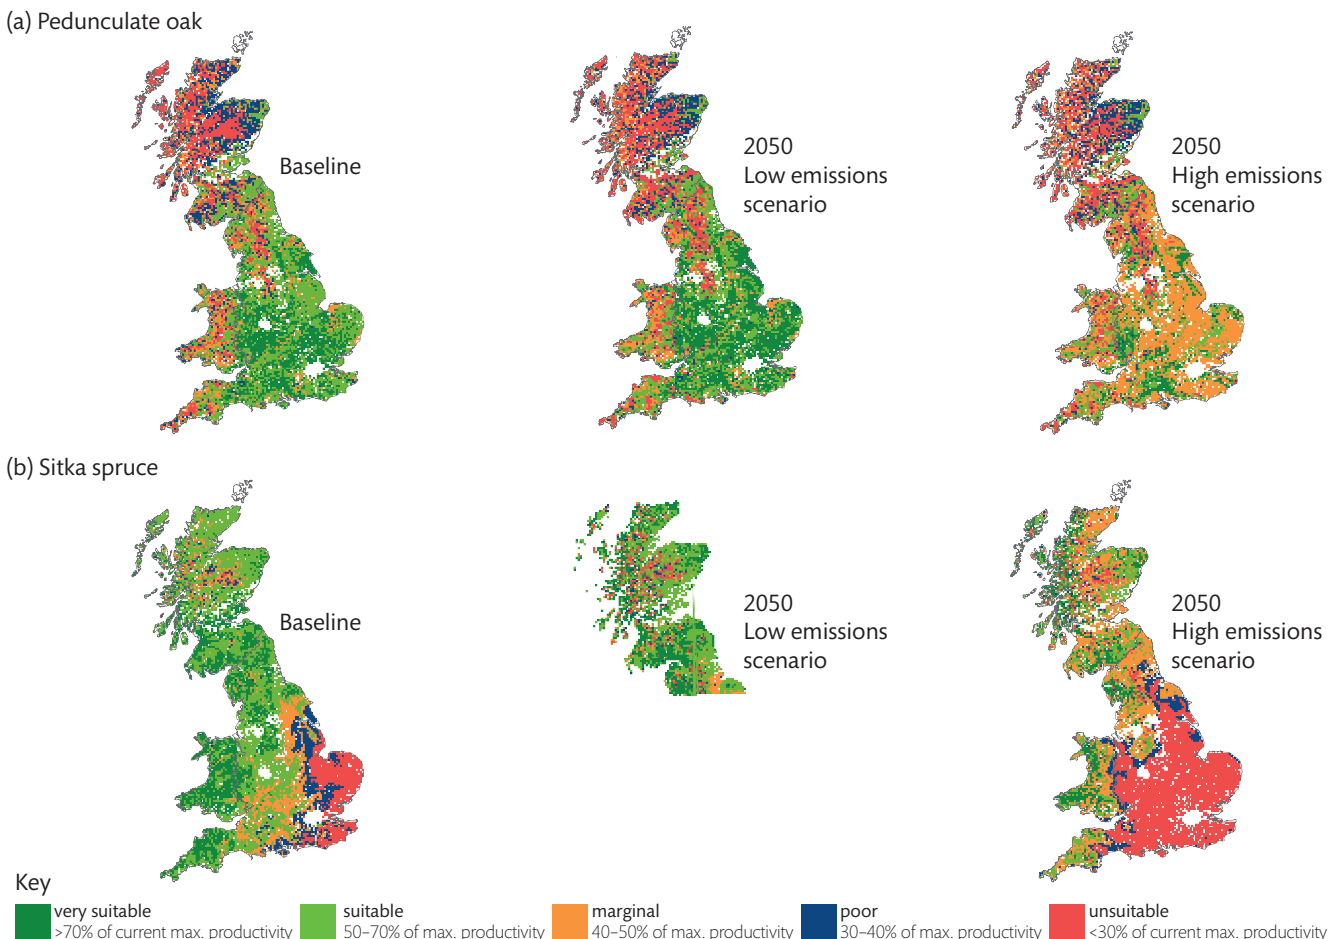 (a) Pedunculate oak
Baseline
2050
Low emissions
scenario
2050
High emissions
scenario
(b) Sitka spruce
Baseline
2050
Low emissions
scenario
2050
High emissions
scenario
Key
very suitable
>70% of current max. productivity
suitable
50–70% of max. productivity
marginal
40–50% of max. productivity
poor
30–40% of max. productivity
unsuitable
<30% of current max. productivity